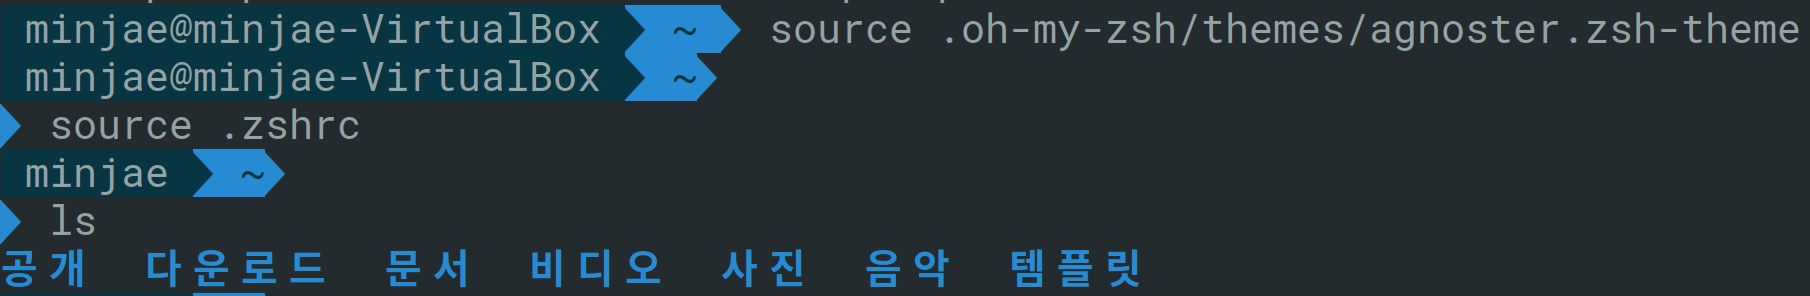 minjae@minjae-VirtualBox ~ source .oh-my-zsh/themes/agnoster.zsh-theme
minjae@minjae-VirtualBox ~
source .zshrc
minjae ~
ls
공개 다운로드 문서 비디오 사진 음악 템플릿